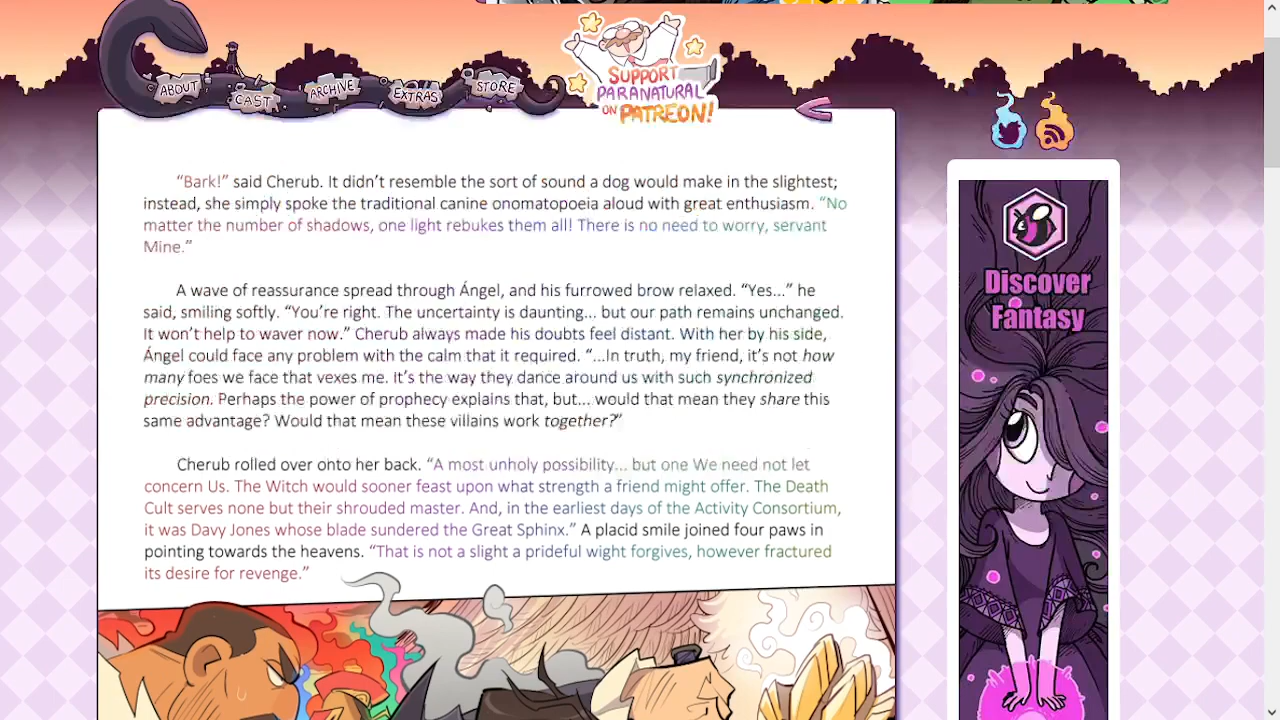 ABOUT
CAST
ARCHIVE
EXTRAS
STORE
SUPPORT
PARANATURAL
ON PATREON!
“Bark!” said Cherub. It didn’t resemble the sort of sound a dog would make in the slightest;
instead, she simply spoke the traditional canine onomatopoeia aloud with great enthusiasm. “No
matter the number of shadows, one light rebukes them all! There is no need to worry, servant
Mine.”
A wave of reassurance spread through Ángel, and his furrowed brow relaxed. “Yes...” he
said, smiling softly. “You’re right. The uncertainty is daunting... but our path remains unchanged.
It won’t help to waver now.” Cherub always made his doubts feel distant. With her by his side,
Ángel could face any problem with the calm that it required. “...In truth, my friend, it’s not how
many foes we face that vexes me. It’s the way they dance around us with such synchronized
precision. Perhaps the power of prophecy explains that, but... would that mean they share this
same advantage? Would that mean these villains work together?”
Cherub rolled over onto her back. “A most unholy possibility... but one We need not let
concern Us. The Witch would sooner feast upon what strength a friend might offer. The Death
Cult serves none but their shrouded master. And, in the earliest days of the Activity Consortium,
it was Davy Jones whose blade sundered the Great Sphinx.” A placid smile joined four paws in
pointing towards the heavens. “That is not a slight a prideful wight forgives, however fractured
its desire for revenge.”
Discover
Fantasy